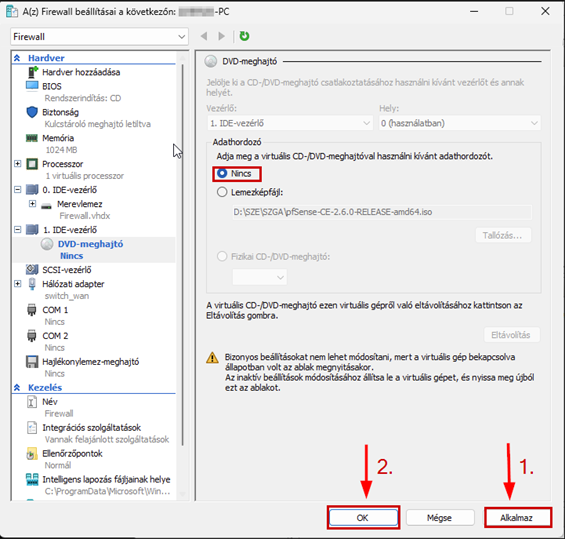 A(z) Firewall beállításai a következőn: -PC
Firewall
Hardver
Hardver hozzáadása
BIOS
Rendszerindítás: CD
Biztonság
Kulcstároló meghajtó letiltva
Memória
1024 MB
Processzor
1 virtuális processzor
0. IDE-vezérlő
Merevlemez
Firewall.vhdx
1. IDE-vezérlő
DVD-meghajtó
Nincs
SCSI-vezérlő
Hálózati adapter
switch_wan
COM 1
Nincs
COM 2
Nincs
Hajlékonylemez-meghajtó
Nincs
Kezelés
Név
Firewall
Integrációs szolgáltatások
Vannak felajánlott szolgáltatások
Ellenőrzőpontok
Normál
Intelligens lapozás fájljainak helye
C:\ProgramData\Microsoft\Win...
DVD-meghajtó
Jelölje ki a CD-/DVD-meghajtó csatlakoztatásához használni kívánt vezérlőt és annak
helyét.
Vezérlő: Hely:
1. IDE-vezérlő 0 (használatban)
Adathordozó
Adja meg a virtuális CD-/DVD-meghajtóval használni kívánt adathordozót.
Nincs
Lemezképfájl:
D:\SZE\SZGA\pfSense-CE-2.6.0-RELEASE-amd64.iso
Tallózás...
Fizikai CD-/DVD-meghajtó:
A virtuális CD-/DVD-meghajtó ezen virtuális gépről való eltávolításához kattintson az
Eltávolítás gombra.
Eltávolítás
Bizonyos beállításokat nem lehet módosítani, mert a virtuális gép bekapcsolva
állapotban volt az ablak megnyitásakor.
Az inaktív beállítások módosításához állítsa le a virtuális gépet, és nyissa meg újból
ezt az ablakot.
2. 1.
OK Mégse Alkalmaz